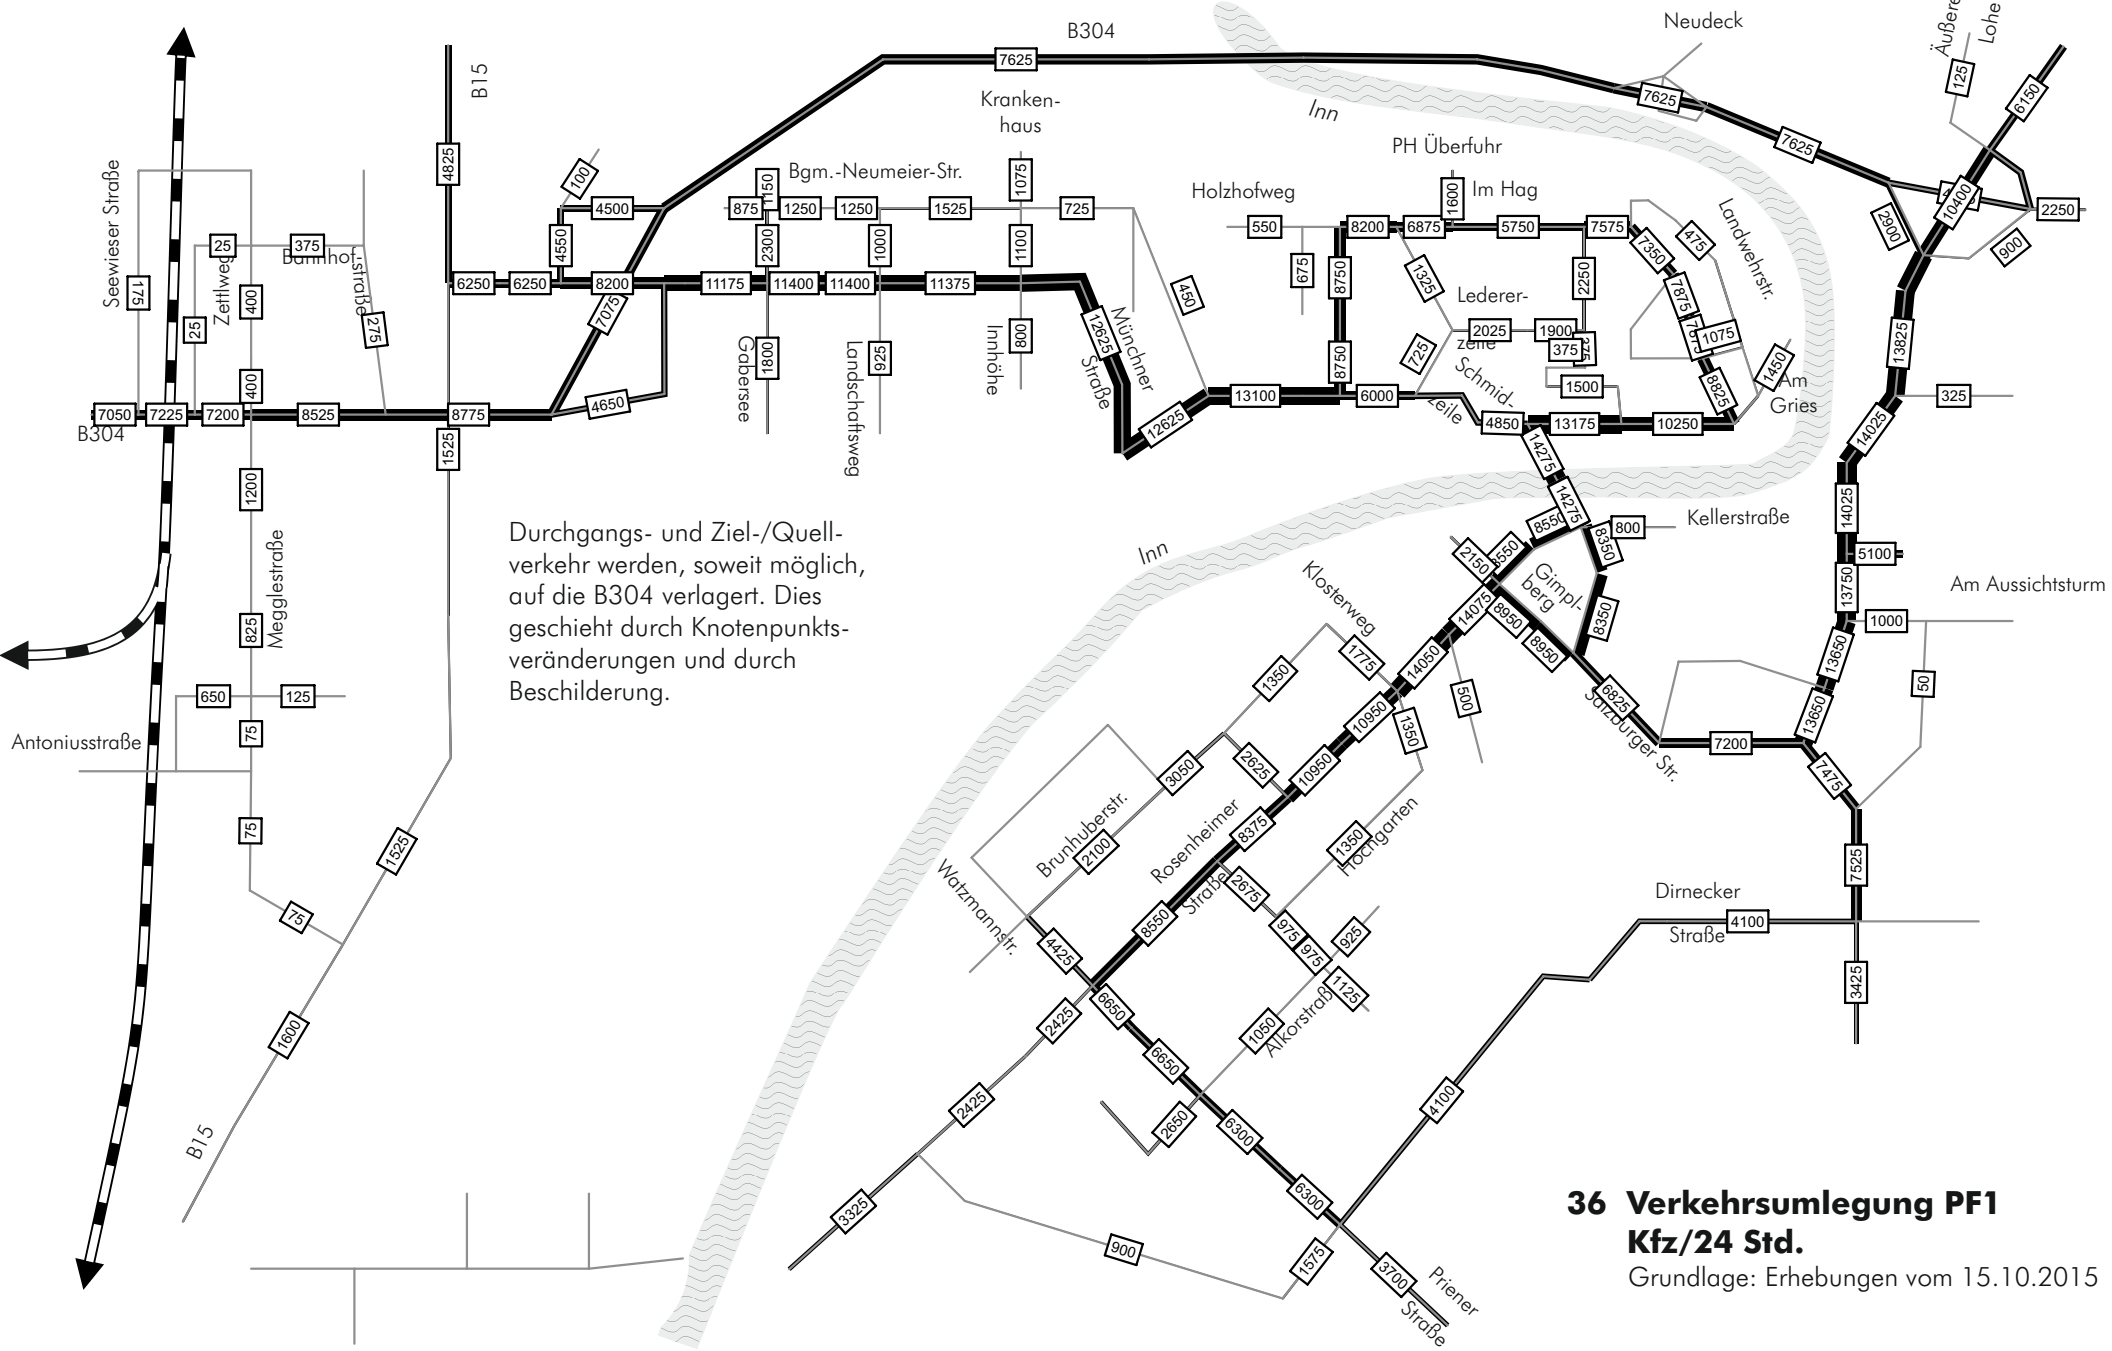 B304
Neudeck
Äußere
Lohe
7625
B15
Kranken-
haus
Inn
7625
125
6150
7625
PH Überfuhr
4825
100
Bgm.-Neumeier-Str.
1150
1075
Holzhofweg
Im Hag
1600
Seewieser Straße
4500
875
1250
1250
1525
725
10400
2250
2900
900
550
8200
6875
5750
7575
475
Landwehrstr.
25
375
Bahnhof-
straße
Zettlweg
4550
2300
1000
1100
7350
675
8750
1325
2250
6250
6250
8200
11175
11400
11400
11375
450
175
400
25
275
7075
Lederer-
zeile
7875
1075
12625
Münchner
Straße
2025
1900
375
275
13825
725
1450
Gabersee
1800
Landschaftsweg
925
Innhöhe
800
8750
Schmid-
zeile
1500
8825
Am
Gries
400
4650
13100
6000
325
7050
7225
7200
8525
8775
B304
12625
4850
13175
10250
14025
1525
14275
1200
14275
14025
Durchgangs- und Ziel-/Quell-
verkehr werden, soweit möglich,
auf die B304 verlagert. Dies
geschieht durch Knotenpunkts-
veränderungen und durch
Beschilderung.
Kellerstraße
8550
800
8350
8550
2150
5100
Inn
Gimpl-
berg
13750
Am Aussichtsturm
Klosterweg
Megglestraße
825
14075
8950
8350
1000
8950
13650
1775
14050
650
125
1350
500
6825
50
10950
13650
Salzburger Str.
75
Antoniusstraße
1350
7200
3050
2625
10950
7475
75
Brunhuberstr.
2100
Rosenheimer
Straße
8375
1350
Hochgarten
1525
7525
Watzmannstr.
2675
Dirnecker
Straße
4100
75
4425
8550
975
975
925
1125
3425
6650
2425
1600
1050
Alkorstraße
6650
2425
4100
B15
2650
6300
6300
3325
900
1575
3700
Priener
Straße
36 Verkehrsumlegung PF1
Kfz/24 Std.
Grundlage: Erhebungen vom 15.10.2015